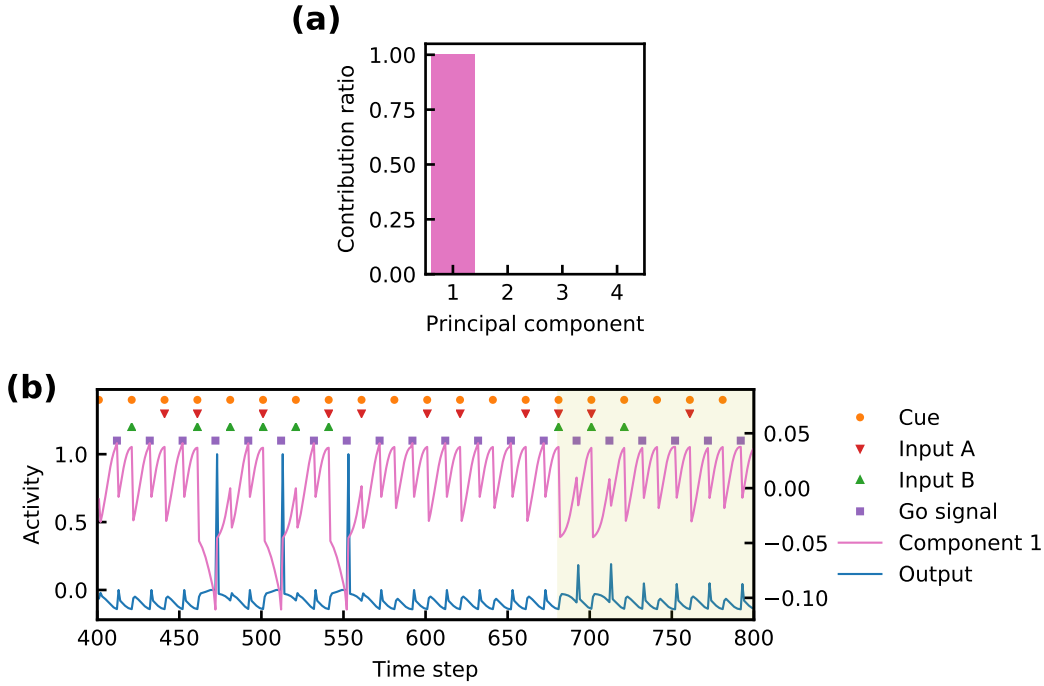 (a)
Contribution ratio
1.00
0.75
0.50
0.25
0.00
1 2 3 4
Principal component
(b)
Activity
1.0
0.5
0.0
0.05
0.00
−0.05
−0.10
400 450 500 550 600 650 700 750 800
Time step
Cue
Input A
Input B
Go signal
Component 1
Output